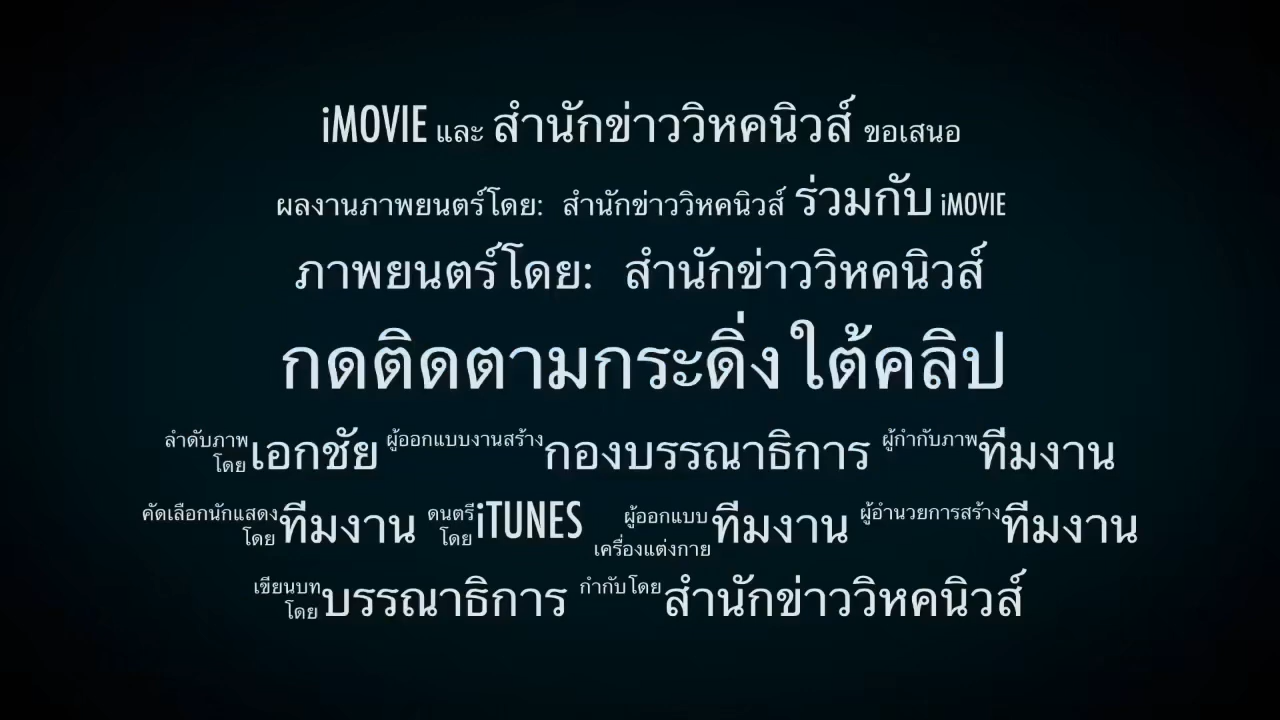 iMOVIE และ สำนักข่าววิหคนิวส์ ขอเสนอ
ผลงานภาพยนตร์โดย: สำนักข่าววิหคนิวส์ ร่วมกับ iMOVIE
ภาพยนตร์โดย: สำนักข่าววิหคนิวส์
กดติดตามกระดิ่ง ใต้คลิป
ลำดับภาพโดย เอกชัย ผู้ออกแบบงานสร้าง กองบรรณาธิการ ผู้กำกับภาพ ทีมงาน
คัดเลือกนักแสดงโดย ทีมงาน ดนตรีโดย iTUNES ผู้ออกแบบเครื่องแต่งกาย ทีมงาน ผู้อำนวยการสร้าง ทีมงาน
เขียนบทโดย บรรณาธิการ กำกับโดย สำนักข่าววิหคนิวส์